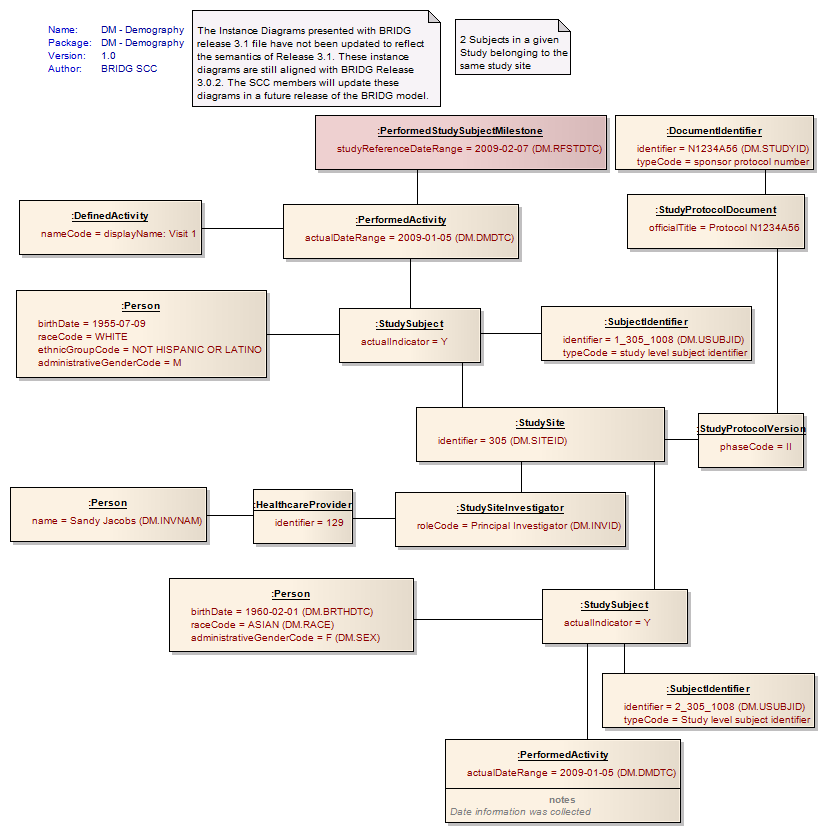 Name: DM - Demography
Package: DM - Demography
Version: 1.0
Author: BRIDG SCC
The Instance Diagrams presented with BRIDG
release 3.1 file have not been updated to reflect
the semantics of Release 3.1. These instance
diagrams are still aligned with BRIDG Release
3.0.2. The SCC members will update these
diagrams in a future release of the BRIDG model.
2 Subjects in a given
Study belonging to the
same study site
:PerformedStudySubjectMilestone
studyReferenceDateRange = 2009-02-07 (DM.RFSTDTC)
:DocumentIdentifier
identifier = N1234A56 (DM.STUDYID)
typeCode = sponsor protocol number
:DefinedActivity
nameCode = displayName: Visit 1
:PerformedActivity
actualDateRange = 2009-01-05 (DM.DMDTC)
:StudyProtocolDocument
officialTitle = Protocol N1234A56
:Person
birthDate = 1955-07-09
raceCode = WHITE
ethnicGroupCode = NOT HISPANIC OR LATINO
administrativeGenderCode = M
:StudySubject
actualIndicator = Y
:SubjectIdentifier
identifier = 1_305_1008 (DM.USUBJID)
typeCode = study level subject identifier
:StudySite
identifier = 305 (DM.SITEID)
:StudyProtocolVersion
phaseCode = II
:Person
name = Sandy Jacobs (DM.INVNAM)
:HealthcareProvider
identifier = 129
:StudySiteInvestigator
roleCode = Principal Investigator (DM.INVID)
:Person
birthDate = 1960-02-01 (DM.BRTHDTC)
raceCode = ASIAN (DM.RACE)
administrativeGenderCode = F (DM.SEX)
:StudySubject
actualIndicator = Y
:SubjectIdentifier
identifier = 2_305_1008 (DM.USUBJID)
typeCode = Study level subject identifier
:PerformedActivity
actualDateRange = 2009-01-05 (DM.DMDTC)
notes
Date information was collected